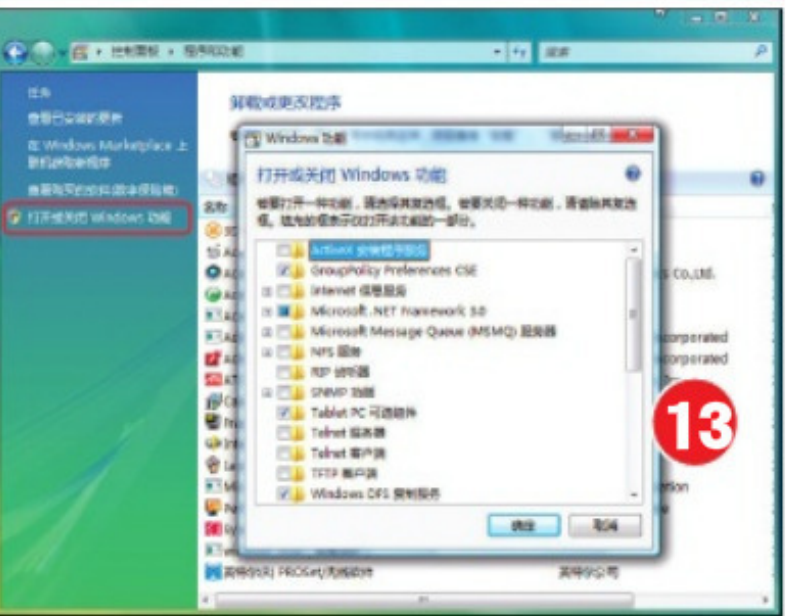 控制面板 ▸ 程序和功能
搜索
任务
查看已安装的更新
在 Windows Marketplace 上
联机获取新程序
查看购买的软件(数字保险箱)
打开或关闭 Windows 功能
卸载或更改程序
名称
Windows 功能
打开或关闭 Windows 功能
若要打开一种功能，请选择其复选框。若要关闭一种功能，请清除其复选
框。填充的框表示仅打开该功能的一部分。
ActiveX 安装程序服务
GroupPolicy Preferences CSE
Internet 信息服务
Microsoft .NET Framework 3.0
Microsoft Message Queue (MSMQ) 服务器
NFS 服务
RIP 侦听器
SNMP 功能
Tablet PC 可选组件
Telnet 服务器
Telnet 客户端
TFTP 客户端
Windows DFS 复制服务
确定
取消
s Co.,Ltd.
corporated
corporated
13
英特尔(R) PROSet/无线软件
英特尔公司